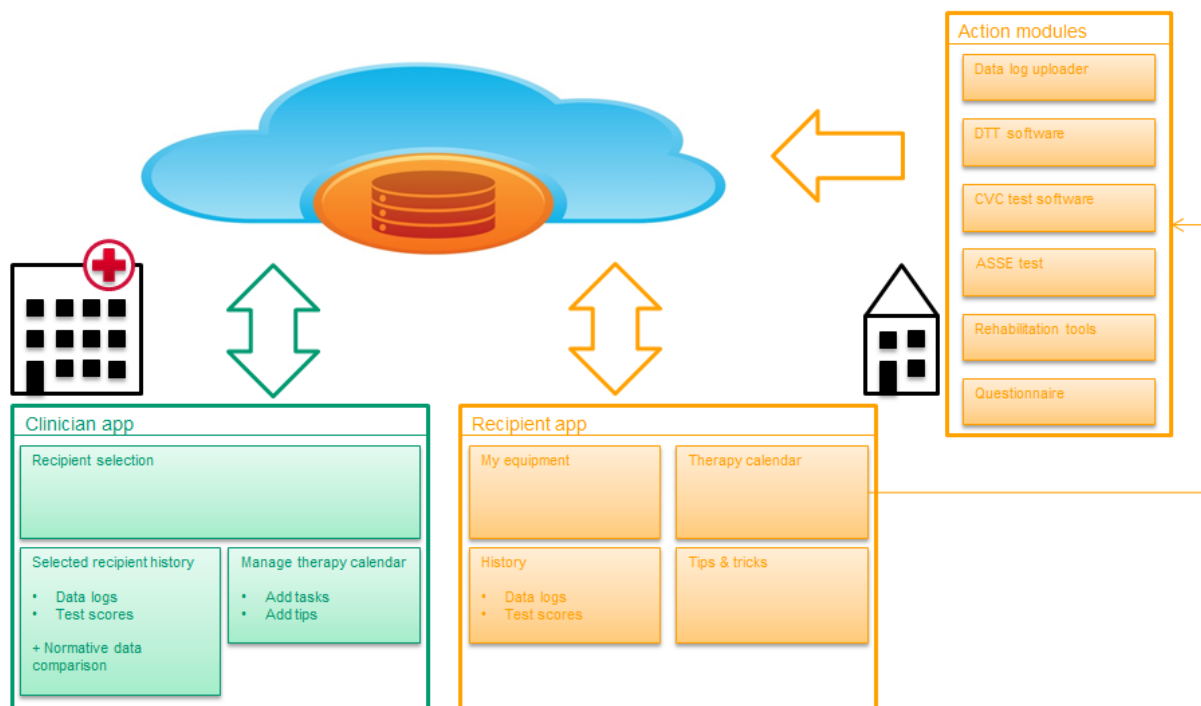 Action modules
Data log uploader
DTT software
CVC test software
ASSE test
Rehabilitation tools
Questionnaire
Clinician app
Recipient selection
Selected recipient history
• Data logs
• Test scores
+ Normative data
comparison
Manage therapy calendar
• Add tasks
• Add tips
Recipient app
My equipment
Therapy calendar
History
• Data logs
• Test scores
Tips & tricks